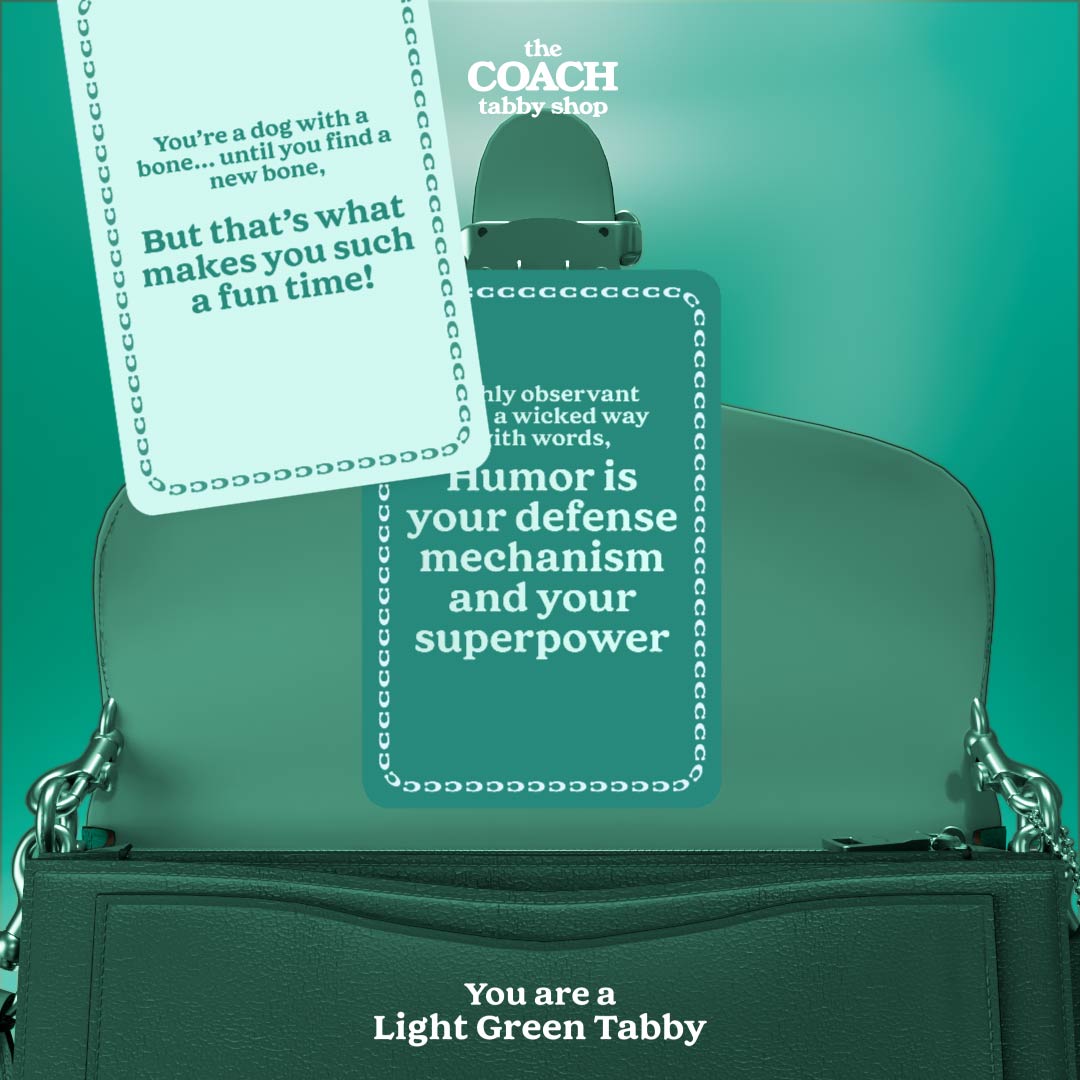 the
COACH
tabby shop
You're a dog with a
bone... until you find a
new bone,
But that's what
makes you such
a fun time!
observant
a wicked way
with words,
Humor is
your defense
mechanism
and your
superpower
You are a
Light Green Tabby